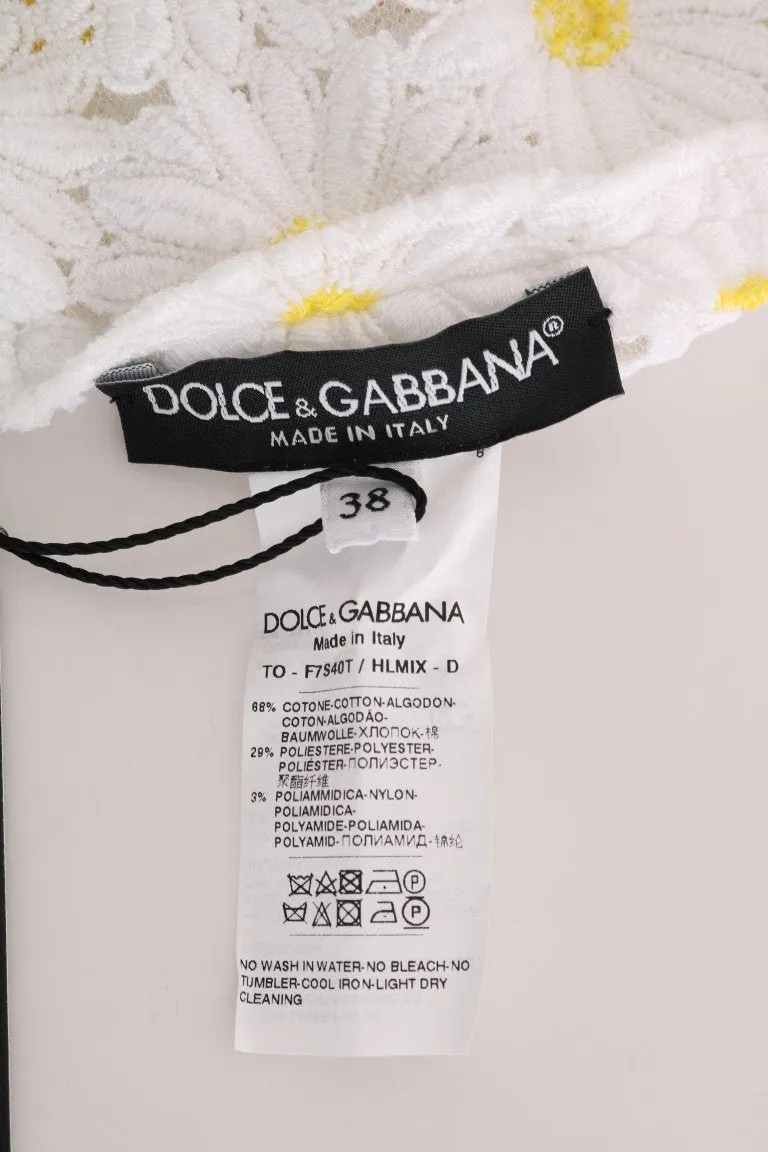 DOLCE & GABBANA®
MADE IN ITALY
38
DOLCE & GABBANA
Made in Italy
TO - F7S40T / HLMIX - D
68% COTONE-COTTON-ALGODON-
COTON-ALGODÃO-
BAUMWOLLE-ХЛОПОК-棉
29% POLIESTERE-POLYESTER-
POLIÉSTER-ПОЛИЭСТЕР-
聚酯纤维
3% POLIAMMIDICA-NYLON-
POLIAMIDICA-
POLYAMIDE-POLIAMIDA-
POLYAMID-ПОЛИАМИД-锦纶
P
P
NO WASH IN WATER-NO BLEACH-NO
TUMBLER-COOL IRON-LIGHT DRY
CLEANING